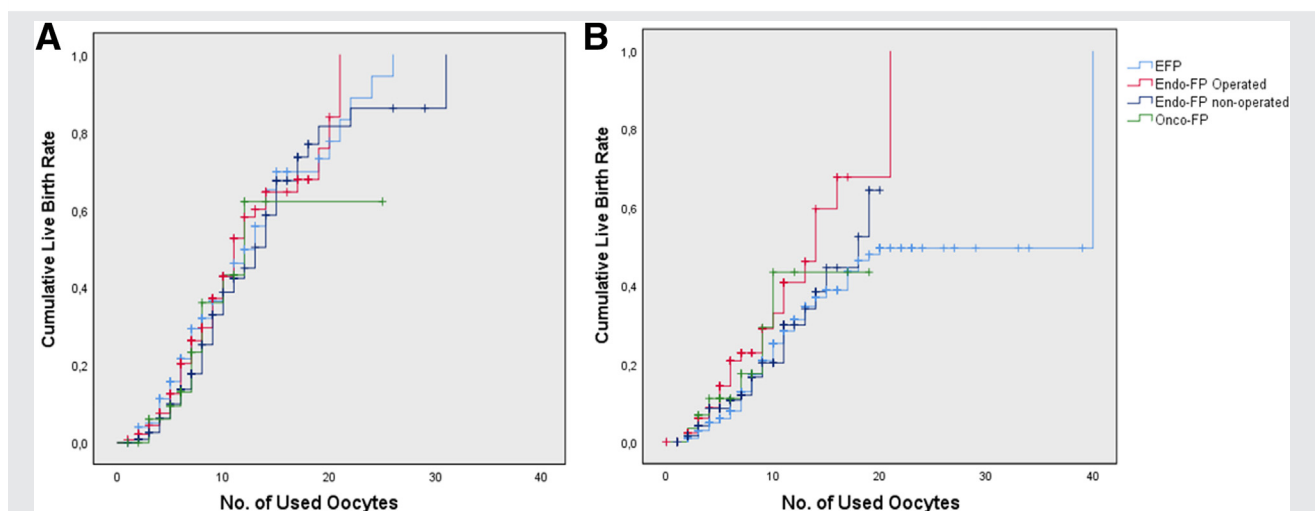 A
Cumulative Live Birth Rate
1,0
0,8
0,6
0,4
0,2
0,0
0 10 20 30 40
No. of Used Oocytes
B
Cumulative Live Birth Rate
1,0
0,8
0,6
0,4
0,2
0,0
0 10 20 30 40
No. of Used Oocytes
EFP
Endo-FP Operated
Endo-FP non-operated
Onco-FP